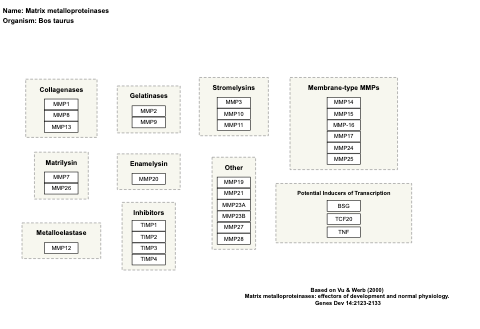 Name: Matrix metalloproteinases
Organism: Bos taurus
Collagenases
MMP1
MMP8
MMP13
Gelatinases
MMP2
MMP9
Stromelysins
MMP3
MMP10
MMP11
Membrane-type MMPs
MMP14
MMP15
MMP-16
MMP17
MMP24
MMP25
Matrilysin
MMP7
MMP26
Enamelysin
MMP20
Other
MMP19
MMP21
MMP23A
MMP23B
MMP27
MMP28
Potential Inducers of Transcription
BSG
TCF20
TNF
Metalloelastase
MMP12
Inhibitors
TIMP1
TIMP2
TIMP3
TIMP4
Based on Vu & Werb (2000)
Matrix metalloproteinases: effectors of development and normal physiology.
Genes Dev 14:2123-2133